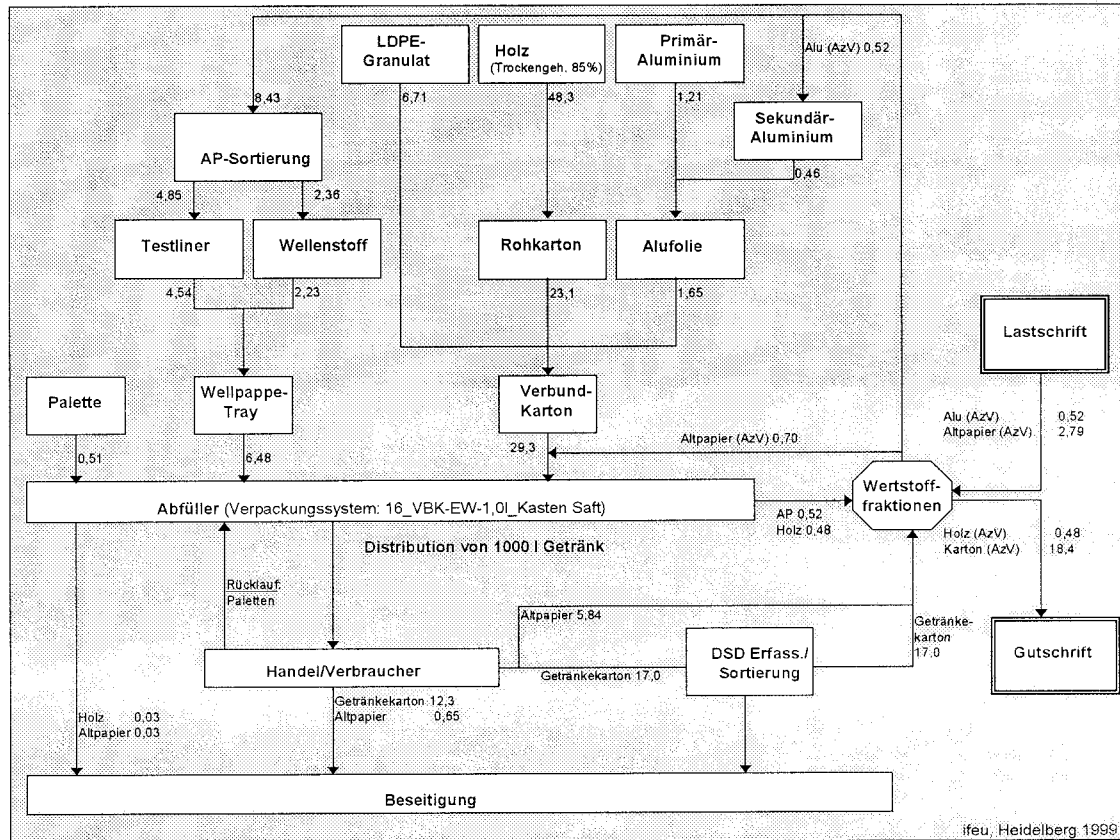 Alu (AzV) 0,52
LDPE-
Granulat
Holz
(Trockengeh. 85%)
Primär-
Aluminium
8,43
6,71
48,3
1,21
Sekundär-
Aluminium
AP-Sortierung
0,46
4,85
2,36
Testliner
Wellenstoff
Rohkarton
Alufolie
4,54
2,23
23,1
1,65
Lastschrift
Palette
Wellpappe-
Tray
Verbund-
Karton
Alu (AzV) 0,52
Altpapier (AzV). 2,79
0,51
6,48
29,3
Altpapier (AzV) 0,70
Wertstoff-
fraktionen
Abfüller (Verpackungssystem: 16_VBK-EW-1,0l_Kasten Saft)
AP 0,52
Holz 0,48
Holz (AzV) 0,48
Karton (AzV) 18,4
Distribution von 1000 l Getränk
Rücklauf:
Paletten
Altpapier 5,84
Getränke-
karton
17,0
Handel/Verbraucher
Getränkekarton 17,0
DSD Erfass./
Sortierung
Gutschrift
Getränkekarton 12,3
Altpapier 0,65
Holz 0,03
Altpapier 0,03
Beseitigung
ifeu, Heidelberg 1999